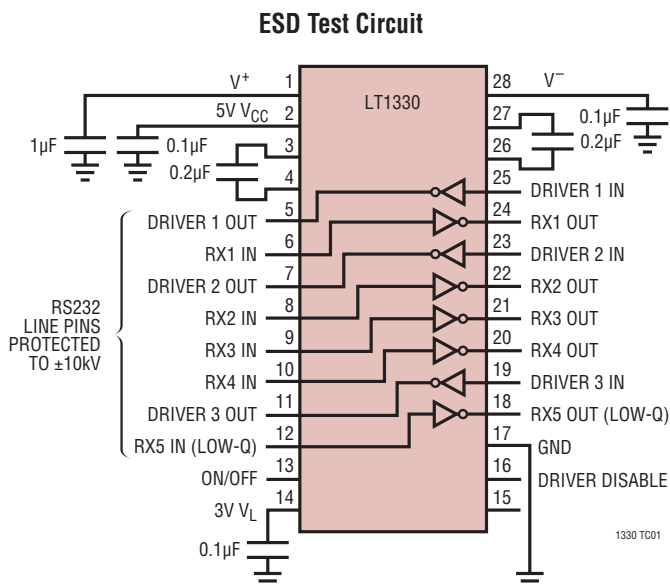 ESD Test Circuit
LT1330
V+ 1
5V VCC 2
3
4
1µF
0.1µF
0.2µF
DRIVER 1 OUT 5
RX1 IN 6
DRIVER 2 OUT 7
RX2 IN 8
RX3 IN 9
RX4 IN 10
DRIVER 3 OUT 11
RX5 IN (LOW-Q) 12
ON/OFF 13
3V VL 14
0.1µF
RS232
LINE PINS
PROTECTED
TO ±10kV
28 V−
27
26
0.1µF
0.2µF
25 DRIVER 1 IN
24 RX1 OUT
23 DRIVER 2 IN
22 RX2 OUT
21 RX3 OUT
20 RX4 OUT
19 DRIVER 3 IN
18 RX5 OUT (LOW-Q)
17 GND
16 DRIVER DISABLE
15
1330 TC01